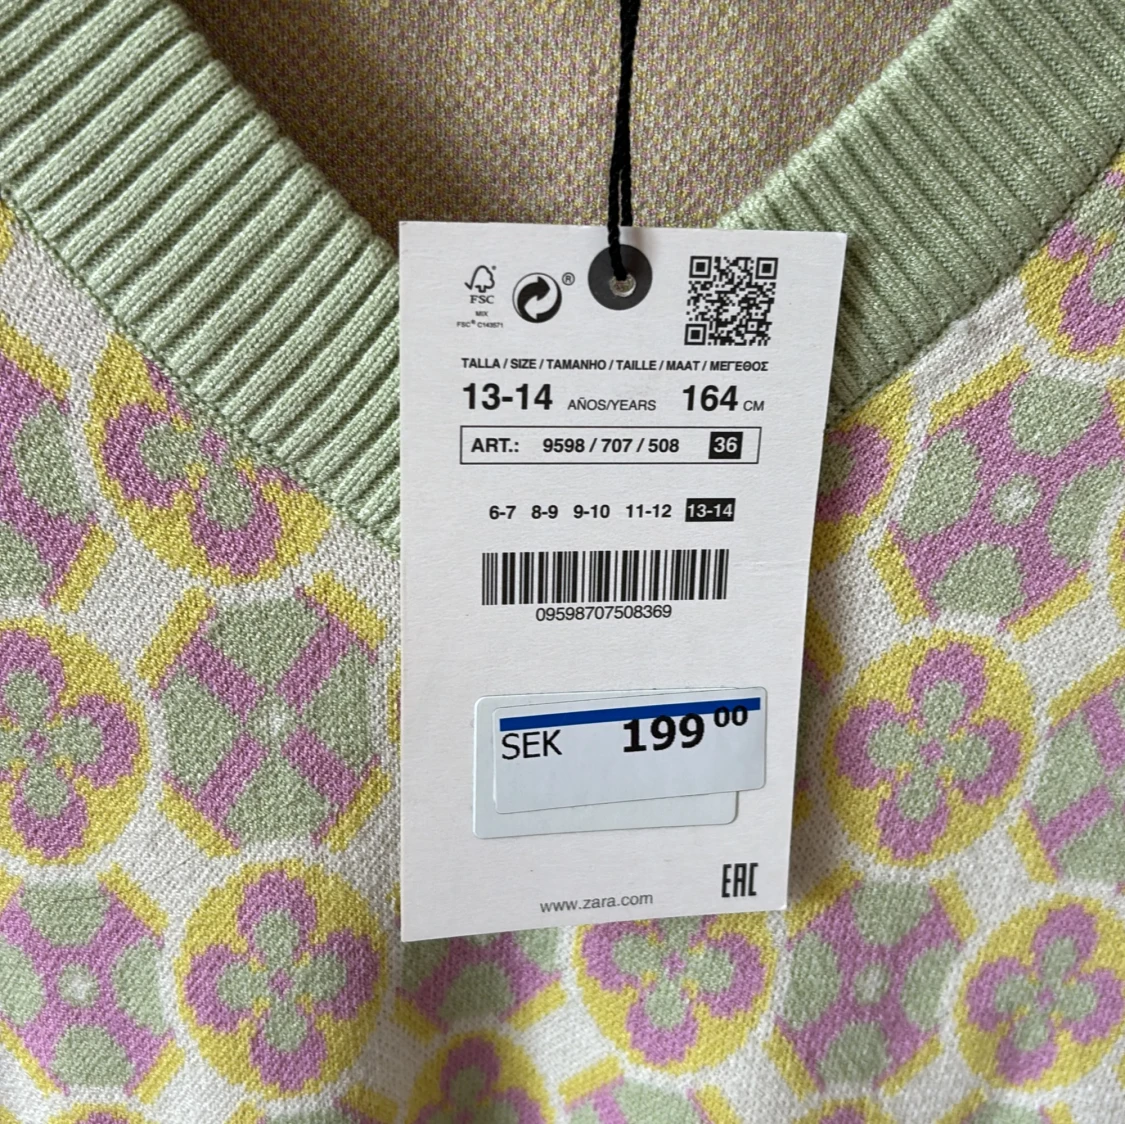 FSC
®
MIX
FSC® C143571
TALLA / SIZE / TAMANHO / TAILLE / MAAT / ΜΕΓΕΘΟΣ
13-14 AÑOS/YEARS 164 CM
ART.: 9598 / 707 / 508 36
6-7 8-9 9-10 11-12 13-14
09598707508369
SEK 199 00
EAC
www.zara.com